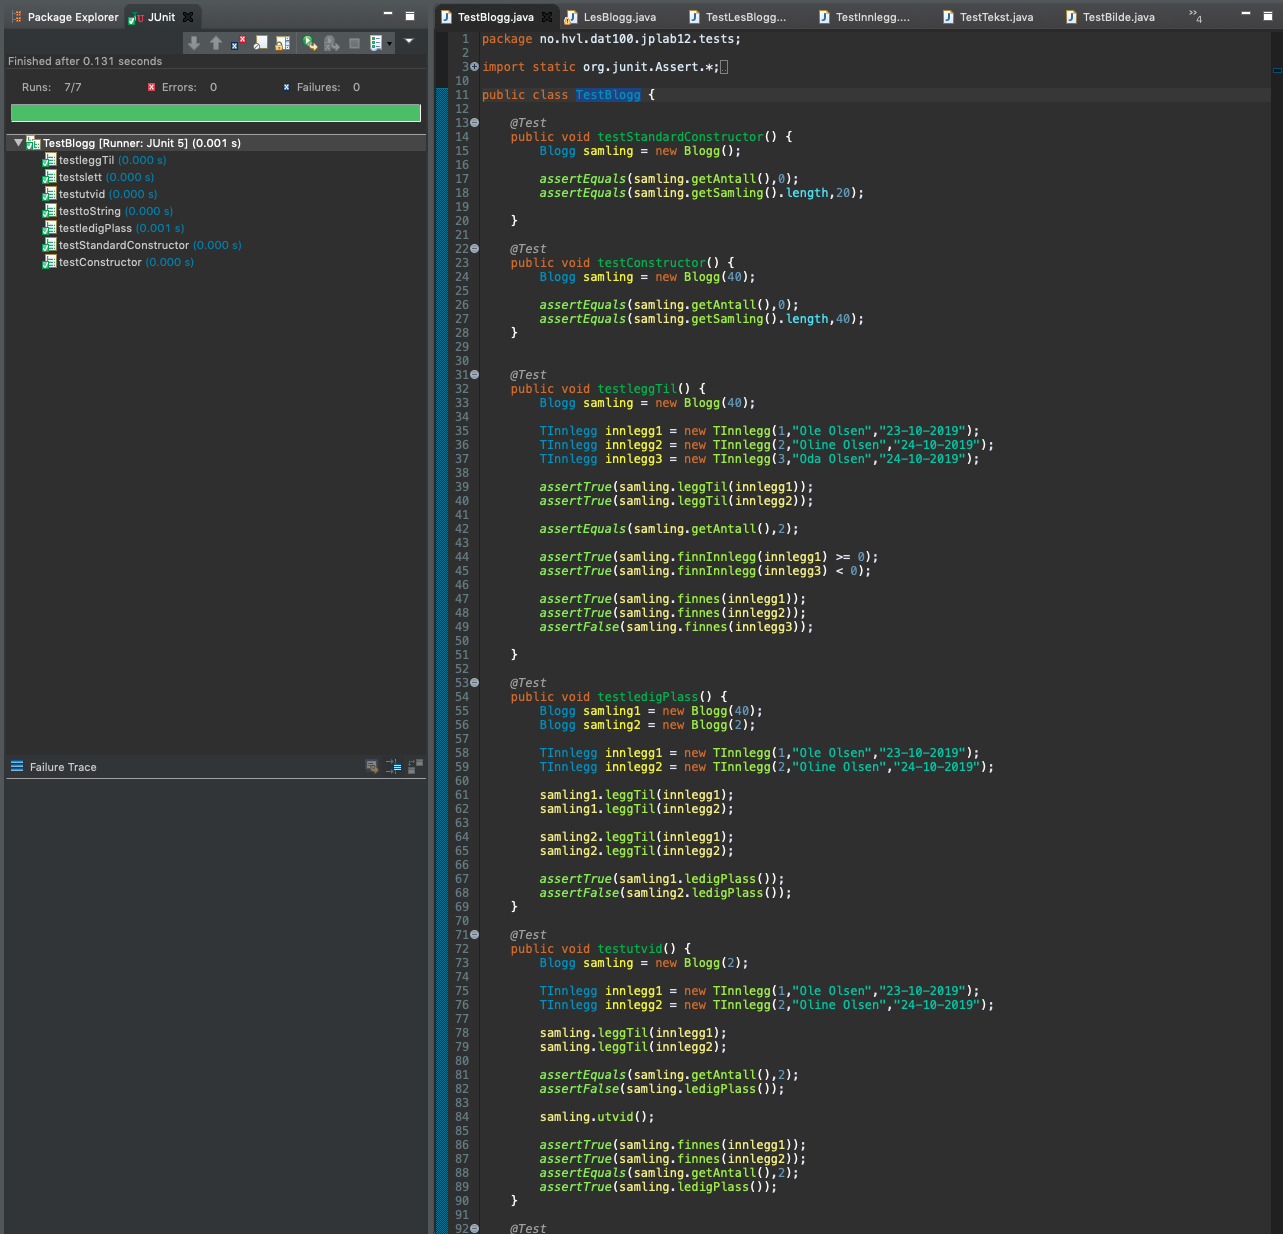 Package Explorer
JUnit
Finished after 0.131 seconds
Runs: 7/7
Errors: 0
Failures: 0
TestBlogg [Runner: JUnit 5] (0.001 s)
testleggTil (0.000 s)
testslett (0.000 s)
testutvid (0.000 s)
testtoString (0.000 s)
testledigPlass (0.001 s)
testStandardConstructor (0.000 s)
testConstructor (0.000 s)
Failure Trace
TestBlogg.java
LesBlogg.java
TestLesBlogg...
TestInnlegg....
TestTekst.java
TestBilde.java
»4
1 package no.hvl.dat100.jplab12.tests;
2
3 import static org.junit.Assert.*;
10
11 public class TestBlogg {
12
13 @Test
14 public void testStandardConstructor() {
15 Blogg samling = new Blogg();
16
17 assertEquals(samling.getAntall(),0);
18 assertEquals(samling.getSamling().length,20);
19
20 }
21
22 @Test
23 public void testConstructor() {
24 Blogg samling = new Blogg(40);
25
26 assertEquals(samling.getAntall(),0);
27 assertEquals(samling.getSamling().length,40);
28 }
29
30
31 @Test
32 public void testleggTil() {
33 Blogg samling = new Blogg(40);
34
35 TInnlegg innlegg1 = new TInnlegg(1,"Ole Olsen","23-10-2019");
36 TInnlegg innlegg2 = new TInnlegg(2,"Oline Olsen","24-10-2019");
37 TInnlegg innlegg3 = new TInnlegg(3,"Oda Olsen","24-10-2019");
38
39 assertTrue(samling.leggTil(innlegg1));
40 assertTrue(samling.leggTil(innlegg2));
41
42 assertEquals(samling.getAntall(),2);
43
44 assertTrue(samling.finnInnlegg(innlegg1) >= 0);
45 assertTrue(samling.finnInnlegg(innlegg3) < 0);
46
47 assertTrue(samling.finnes(innlegg1));
48 assertTrue(samling.finnes(innlegg2));
49 assertFalse(samling.finnes(innlegg3));
50
51 }
52
53 @Test
54 public void testledigPlass() {
55 Blogg samling1 = new Blogg(40);
56 Blogg samling2 = new Blogg(2);
57
58 TInnlegg innlegg1 = new TInnlegg(1,"Ole Olsen","23-10-2019");
59 TInnlegg innlegg2 = new TInnlegg(2,"Oline Olsen","24-10-2019");
60
61 samling1.leggTil(innlegg1);
62 samling1.leggTil(innlegg2);
63
64 samling2.leggTil(innlegg1);
65 samling2.leggTil(innlegg2);
66
67 assertTrue(samling1.ledigPlass());
68 assertFalse(samling2.ledigPlass());
69 }
70
71 @Test
72 public void testutvid() {
73 Blogg samling = new Blogg(2);
74
75 TInnlegg innlegg1 = new TInnlegg(1,"Ole Olsen","23-10-2019");
76 TInnlegg innlegg2 = new TInnlegg(2,"Oline Olsen","24-10-2019");
77
78 samling.leggTil(innlegg1);
79 samling.leggTil(innlegg2);
80
81 assertEquals(samling.getAntall(),2);
82 assertFalse(samling.ledigPlass());
83
84 samling.utvid();
85
86 assertTrue(samling.finnes(innlegg1));
87 assertTrue(samling.finnes(innlegg2));
88 assertEquals(samling.getAntall(),2);
89 assertTrue(samling.ledigPlass());
90 }
91
92 @Test